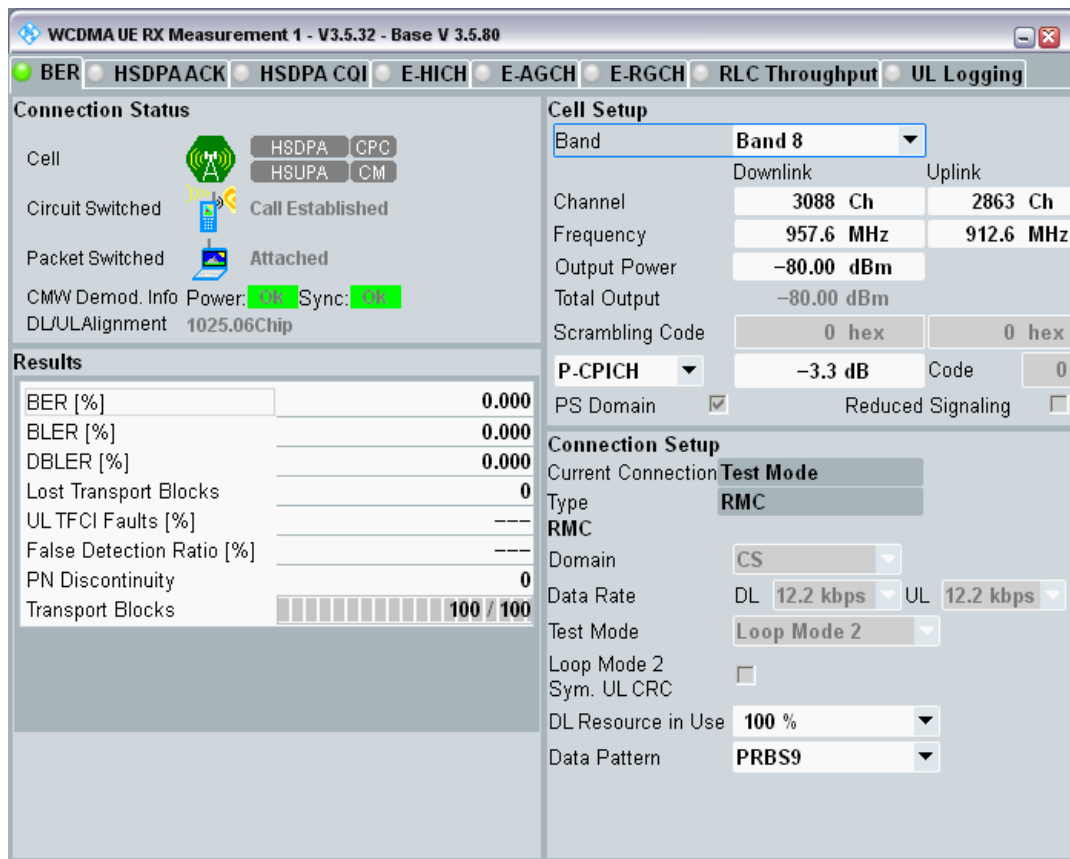 WCDMA UE RX Measurement 1 - V3.5.32 - Base V 3.5.80
BER HSDPA ACK HSDPA CQI E-HICH E-AGCH E-RGCH RLC Throughput UL Logging
Connection Status
Cell HSDPA CPC
HSUPA CM
Circuit Switched Call Established
Packet Switched Attached
CMW Demod. Info Power: Ok Sync: Ok
DL/ULAlignment 1025.06Chip
Results
BER [%] 0.000
BLER [%] 0.000
DBLER [%] 0.000
Lost Transport Blocks 0
UL TFCI Faults [%] ---
False Detection Ratio [%] ---
PN Discontinuity 0
Transport Blocks 100 / 100
Cell Setup
Band Band 8
Downlink Uplink
Channel 3088 Ch 2863 Ch
Frequency 957.6 MHz 912.6 MHz
Output Power -80.00 dBm
Total Output -80.00 dBm
Scrambling Code 0 hex 0 hex
P-CPICH -3.3 dB Code 0
PS Domain Reduced Signaling
Connection Setup
Current Connection Test Mode
Type RMC
RMC
Domain CS
Data Rate DL 12.2 kbps UL 12.2 kbps
Test Mode Loop Mode 2
Loop Mode 2
Sym. UL CRC
DL Resource in Use 100 %
Data Pattern PRBS9